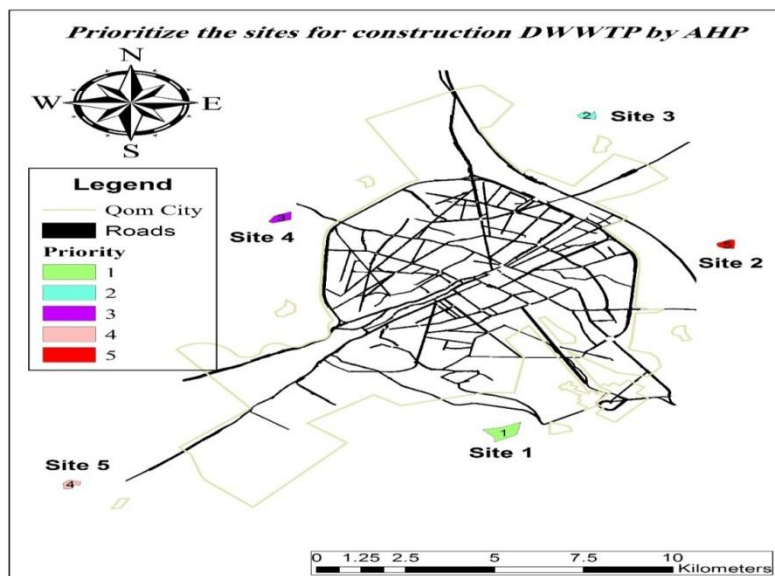 Prioritize the sites for construction DWWTP by AHP
N
W E
S
2 Site 3
Legend
Qom City
Roads
Priority
1
2
3
4
5
3
Site 4
5
Site 2
1
Site 1
Site 5
4
0 1.25 2.5 5 7.5 10
Kilometers